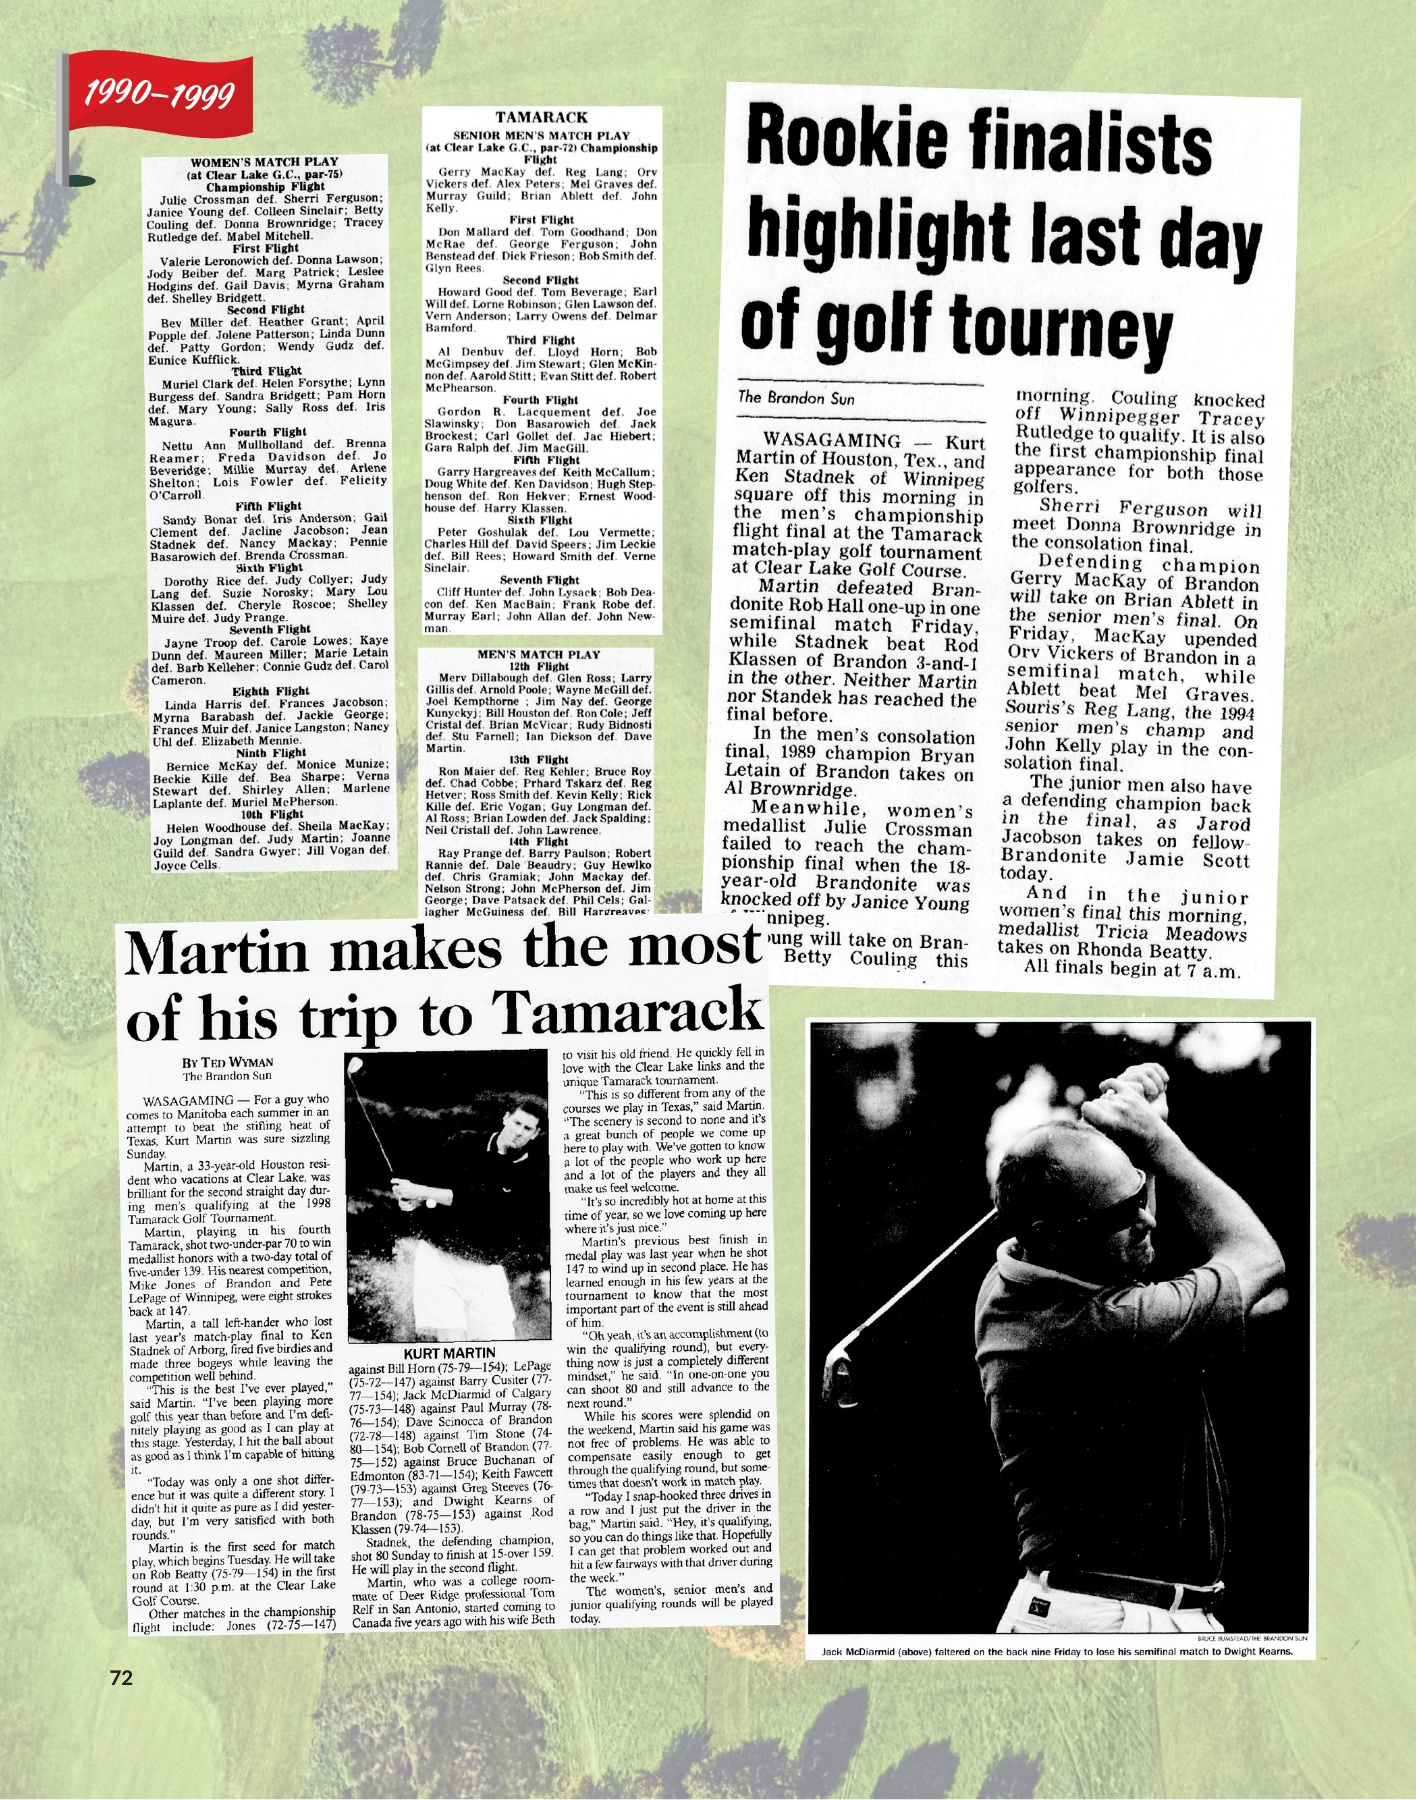 1990–1999
WOMEN'S MATCH PLAY
(at Clear Lake G.C., par-75)
Championship Flight
Julie Crossman def. Sherri Ferguson;
Janice Young def. Colleen Sinclair; Betty
Couling def. Donna Brownridge; Tracey
Rutledge def. Mabel Mitchell.
First Flight
Valerie Leronowich def. Donna Lawson;
Jody Beiber def. Marg Patrick; Leslee
Hodgins def. Gail Davis; Myrna Graham
def. Shelley Bridgett.
Second Flight
Bev Miller def. Heather Grant; April
Popple def. Jolene Patterson; Linda Dunn
def. Patty Gordon; Wendy Gudz def.
Eunice Kufflick.
Third Flight
Muriel Clark def. Helen Forsythe; Lynn
Burgess def. Sandra Bridgett; Pam Horn
def. Mary Young; Sally Ross def. Iris
Magura.
Fourth Flight
Nettu Ann Mullholland def. Brenna
Reamer; Freda Davidson def. Jo
Beveridge; Millie Murray def. Arlene
Shelton; Lois Fowler def. Felicity
O'Carroll.
Fifth Flight
Sandy Bonar def. Iris Anderson; Gail
Clement def. Jacline Jacobson; Jean
Stadnek def. Nancy Mackay; Pennie
Basarowich def. Brenda Crossman.
Sixth Flight
Dorothy Rice def. Judy Collyer; Judy
Lang def. Suzie Norosky; Mary Lou
Klassen def. Cheryle Roscoe; Shelley
Muire def. Judy Prange.
Seventh Flight
Jayne Troop def. Carole Lowes; Kaye
Dunn def. Maureen Miller; Marie Letain
def. Barb Kelleher; Connie Gudz def. Carol
Cameron.
Eighth Flight
Linda Harris def. Frances Jacobson;
Myrna Barabash def. Jackie George;
Frances Muir def. Janice Langston; Nancy
Uhl def. Elizabeth Mennie.
Ninth Flight
Bernice McKay def. Monice Munize;
Beckie Kille def. Bea Sharpe; Verna
Stewart def. Shirley Allen; Marlene
Laplante def. Muriel McPherson.
10th Flight
Helen Woodhouse def. Sheila MacKay;
Joy Longman def. Judy Martin; Joanne
Guild def. Sandra Gwyer; Jill Vogan def.
Joyce Cells.
TAMARACK
SENIOR MEN'S MATCH PLAY
(at Clear Lake G.C., par-72) Championship
Flight
Gerry MacKay def. Reg Lang; Orv
Vickers def. Alex Peters; Mel Graves def.
Murray Guild; Brian Ablett def. John
Kelly.
First Flight
Don Mallard def. Tom Goodhand; Don
McRae def. George Ferguson; John
Benstead def. Dick Frieson; Bob Smith def.
Glyn Rees.
Second Flight
Howard Good def. Tom Beverage; Earl
Will def. Lorne Robinson; Glen Lawson def.
Vern Anderson; Larry Owens def. Delmar
Bamford.
Third Flight
Al Denbuv def. Lloyd Horn; Bob
McGimpsey def. Jim Stewart; Glen McKin-
non def. Aarold Stitt; Evan Stitt def. Robert
McPhearson.
Fourth Flight
Gordon R. Lacquement def. Joe
Slawinsky; Don Basarowich def. Jack
Brockest; Carl Gollet def. Jac Hiebert;
Garn Ralph def. Jim MacGill.
Fifth Flight
Garry Hargreaves def. Keith McCallum;
Doug White def. Ken Davidson; Hugh Step-
henson def. Ron Hekver; Ernest Wood-
house def. Harry Klassen.
Sixth Flight
Peter Goshulak def. Lou Vermette;
Charles Hill def. David Speers; Jim Leckie
def. Bill Rees; Howard Smith def. Verne
Sinclair.
Seventh Flight
Cliff Hunter def. John Lysack; Bob Dea-
con def. Ken MacBain; Frank Robe def.
Murray Earl; John Allan def. John New-
man.
MEN'S MATCH PLAY
12th Flight
Merv Dillabough def. Glen Ross; Larry
Gillis def. Arnold Poole; Wayne McGill def.
Joel Kempthorne ; Jim Nay def. George
Kunyckyj; Bill Houston def. Ron Cole; Jeff
Cristal def. Brian McVicar; Rudy Bidnosti
def. Stu Farnell; Ian Dickson def. Dave
Martin.
13th Flight
Ron Maier def. Reg Kehler; Bruce Roy
def. Chad Cobbe; Prhard Tskarz def. Reg
Hetver; Ross Smith def. Kevin Kelly; Rick
Kille def. Eric Vogan; Guy Longman def.
Al Ross; Brian Lowden def. Jack Spalding;
Neil Cristall def. John Lawrence.
14th Flight
Ray Prange def. Barry Paulson; Robert
Rannie def. Dale Beaudry; Guy Hewlko
def. Chris Gramiak; John Mackay def.
Nelson Strong; John McPherson def. Jim
George; Dave Patsack def. Phil Cels; Gal-
lagher McGuiness def. Bill Hargreaves;
Rookie finalists
highlight last day
of golf tourney
The Brandon Sun
WASAGAMING — Kurt
Martin of Houston, Tex., and
Ken Stadnek of Winnipeg
square off this morning in
the men's championship
flight final at the Tamarack
match-play golf tournament
at Clear Lake Golf Course.
Martin defeated Bran-
donite Rob Hall one-up in one
semifinal match Friday,
while Stadnek beat Rod
Klassen of Brandon 3-and-1
in the other. Neither Martin
nor Standek has reached the
final before.
In the men's consolation
final, 1989 champion Bryan
Letain of Brandon takes on
Al Brownridge.
Meanwhile, women's
medallist Julie Crossman
failed to reach the cham-
pionship final when the 18-
year-old Brandonite was
knocked off by Janice Young
of Winnipeg.
Young will take on Bran-
Betty Couling this
morning. Couling knocked
off Winnipegger Tracey
Rutledge to qualify. It is also
the first championship final
appearance for both those
golfers.
Sherri Ferguson will
meet Donna Brownridge in
the consolation final.
Defending champion
Gerry MacKay of Brandon
will take on Brian Ablett in
the senior men's final. On
Friday, MacKay upended
Orv Vickers of Brandon in a
semifinal match, while
Ablett beat Mel Graves.
Souris's Reg Lang, the 1994
senior men's champ and
John Kelly play in the con-
solation final.
The junior men also have
a defending champion back
in the final, as Jarod
Jacobson takes on fellow-
Brandonite Jamie Scott
today.
And in the junior
women's final this morning,
medallist Tricia Meadows
takes on Rhonda Beatty.
All finals begin at 7 a.m.
Martin makes the most
of his trip to Tamarack
BY TED WYMAN
The Brandon Sun
WASAGAMING — For a guy who
comes to Manitoba each summer in an
attempt to beat the stifling heat of
Texas, Kurt Martin was sure sizzling
Sunday.
Martin, a 33-year-old Houston resi-
dent who vacations at Clear Lake, was
brilliant for the second straight day dur-
ing men's qualifying at the 1998
Tamarack Golf Tournament.
Martin, playing in his fourth
Tamarack, shot two-under-par 70 to win
medallist honors with a two-day total of
five-under 139. His nearest competition,
Mike Jones of Brandon and Pete
LePage of Winnipeg, were eight strokes
back at 147.
Martin, a tall left-hander who lost
last year's match-play final to Ken
Stadnek of Arborg, fired five birdies and
made three bogeys while leaving the
competition well behind.
"This is the best I've ever played,"
said Martin. "I've been playing more
golf this year than before and I'm defi-
nitely playing as good as I can play at
this stage. Yesterday, I hit the ball about
as good as I think I'm capable of hitting
it.
"Today was only a one shot differ-
ence but it was quite a different story. I
didn't hit it quite as pure as I did yester-
day, but I'm very satisfied with both
rounds."
Martin is the first seed for match
play, which begins Tuesday. He will take
on Rob Beatty (75-79—154) in the first
round at 1:30 p.m. at the Clear Lake
Golf Course.
Other matches in the championship
flight include: Jones (72-75—147)
KURT MARTIN
against Bill Horn (75-79—154); LePage
(75-72—147) against Barry Cusiter (77-
77—154); Jack McDiarmid of Calgary
(75-73—148) against Paul Murray (78-
76—154); Dave Scinocca of Brandon
(72-78—148) against Tim Stone (74-
80—154); Bob Cornell of Brandon (77-
75—152) against Bruce Buchanan of
Edmonton (83-71—154); Keith Fawcett
(79-73—153) against Greg Steeves (76-
77—153); and Dwight Kearns of
Brandon (78-75—153) against Rod
Klassen (79-74—153).
Stadnek, the defending champion,
shot 80 Sunday to finish at 15-over 159.
He will play in the second flight.
Martin, who was a college room-
mate of Deer Ridge professional Tom
Relf in San Antonio, started coming to
Canada five years ago with his wife Beth
to visit his old friend. He quickly fell in
love with the Clear Lake links and the
unique Tamarack tournament.
"This is so different from any of the
courses we play in Texas," said Martin.
"The scenery is second to none and it's
a great bunch of people we come up
here to play with. We've gotten to know
a lot of the people who work up here
and a lot of the players and they all
make us feel welcome.
"It's so incredibly hot at home at this
time of year, so we love coming up here
where it's just nice."
Martin's previous best finish in
medal play was last year when he shot
147 to wind up in second place. He has
learned enough in his few years at the
tournament to know that the most
important part of the event is still ahead
of him.
"Oh yeah, it's an accomplishment (to
win the qualifying round), but every-
thing now is just a completely different
mindset," he said. "In one-on-one you
can shoot 80 and still advance to the
next round."
While his scores were splendid on
the weekend, Martin said his game was
not free of problems. He was able to
compensate easily enough to get
through the qualifying round, but some-
times that doesn't work in match play.
"Today I snap-hooked three drives in
a row and I just put the driver in the
bag," Martin said. "Hey, it's qualifying,
so you can do things like that. Hopefully
I can get that problem worked out and
hit a few fairways with that driver during
the week."
The women's, senior men's and
junior qualifying rounds will be played
today.
BRUCE BUMSTEAD/THE BRANDON SUN
Jack McDiarmid (above) faltered on the back nine Friday to lose his semifinal match to Dwight Kearns.
72